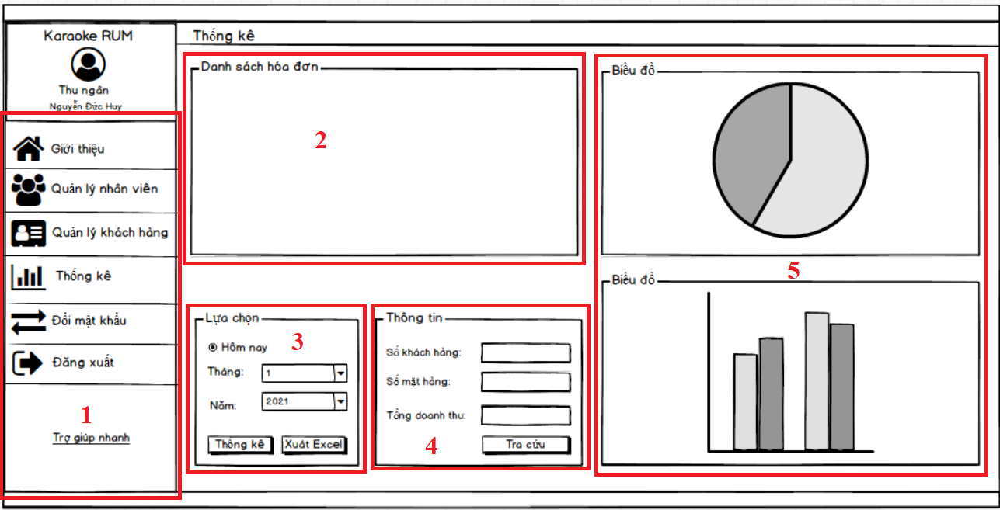 Karaoke RUM
Thu ngân
Nguyễn Đức Huy
Giới thiệu
Quản lý nhân viên
Quản lý khách hàng
Thống kê
Đổi mật khẩu
Đăng xuất
1
Trợ giúp nhanh
Thống kê
Danh sách hóa đơn
2
Lựa chọn
3
Hôm nay
Tháng:
1
Năm:
2021
Thống kê
Xuất Excel
Thông tin
Số khách hàng:
Số mặt hàng:
Tổng doanh thu:
4
Tra cứu
Biểu đồ
5
Biểu đồ